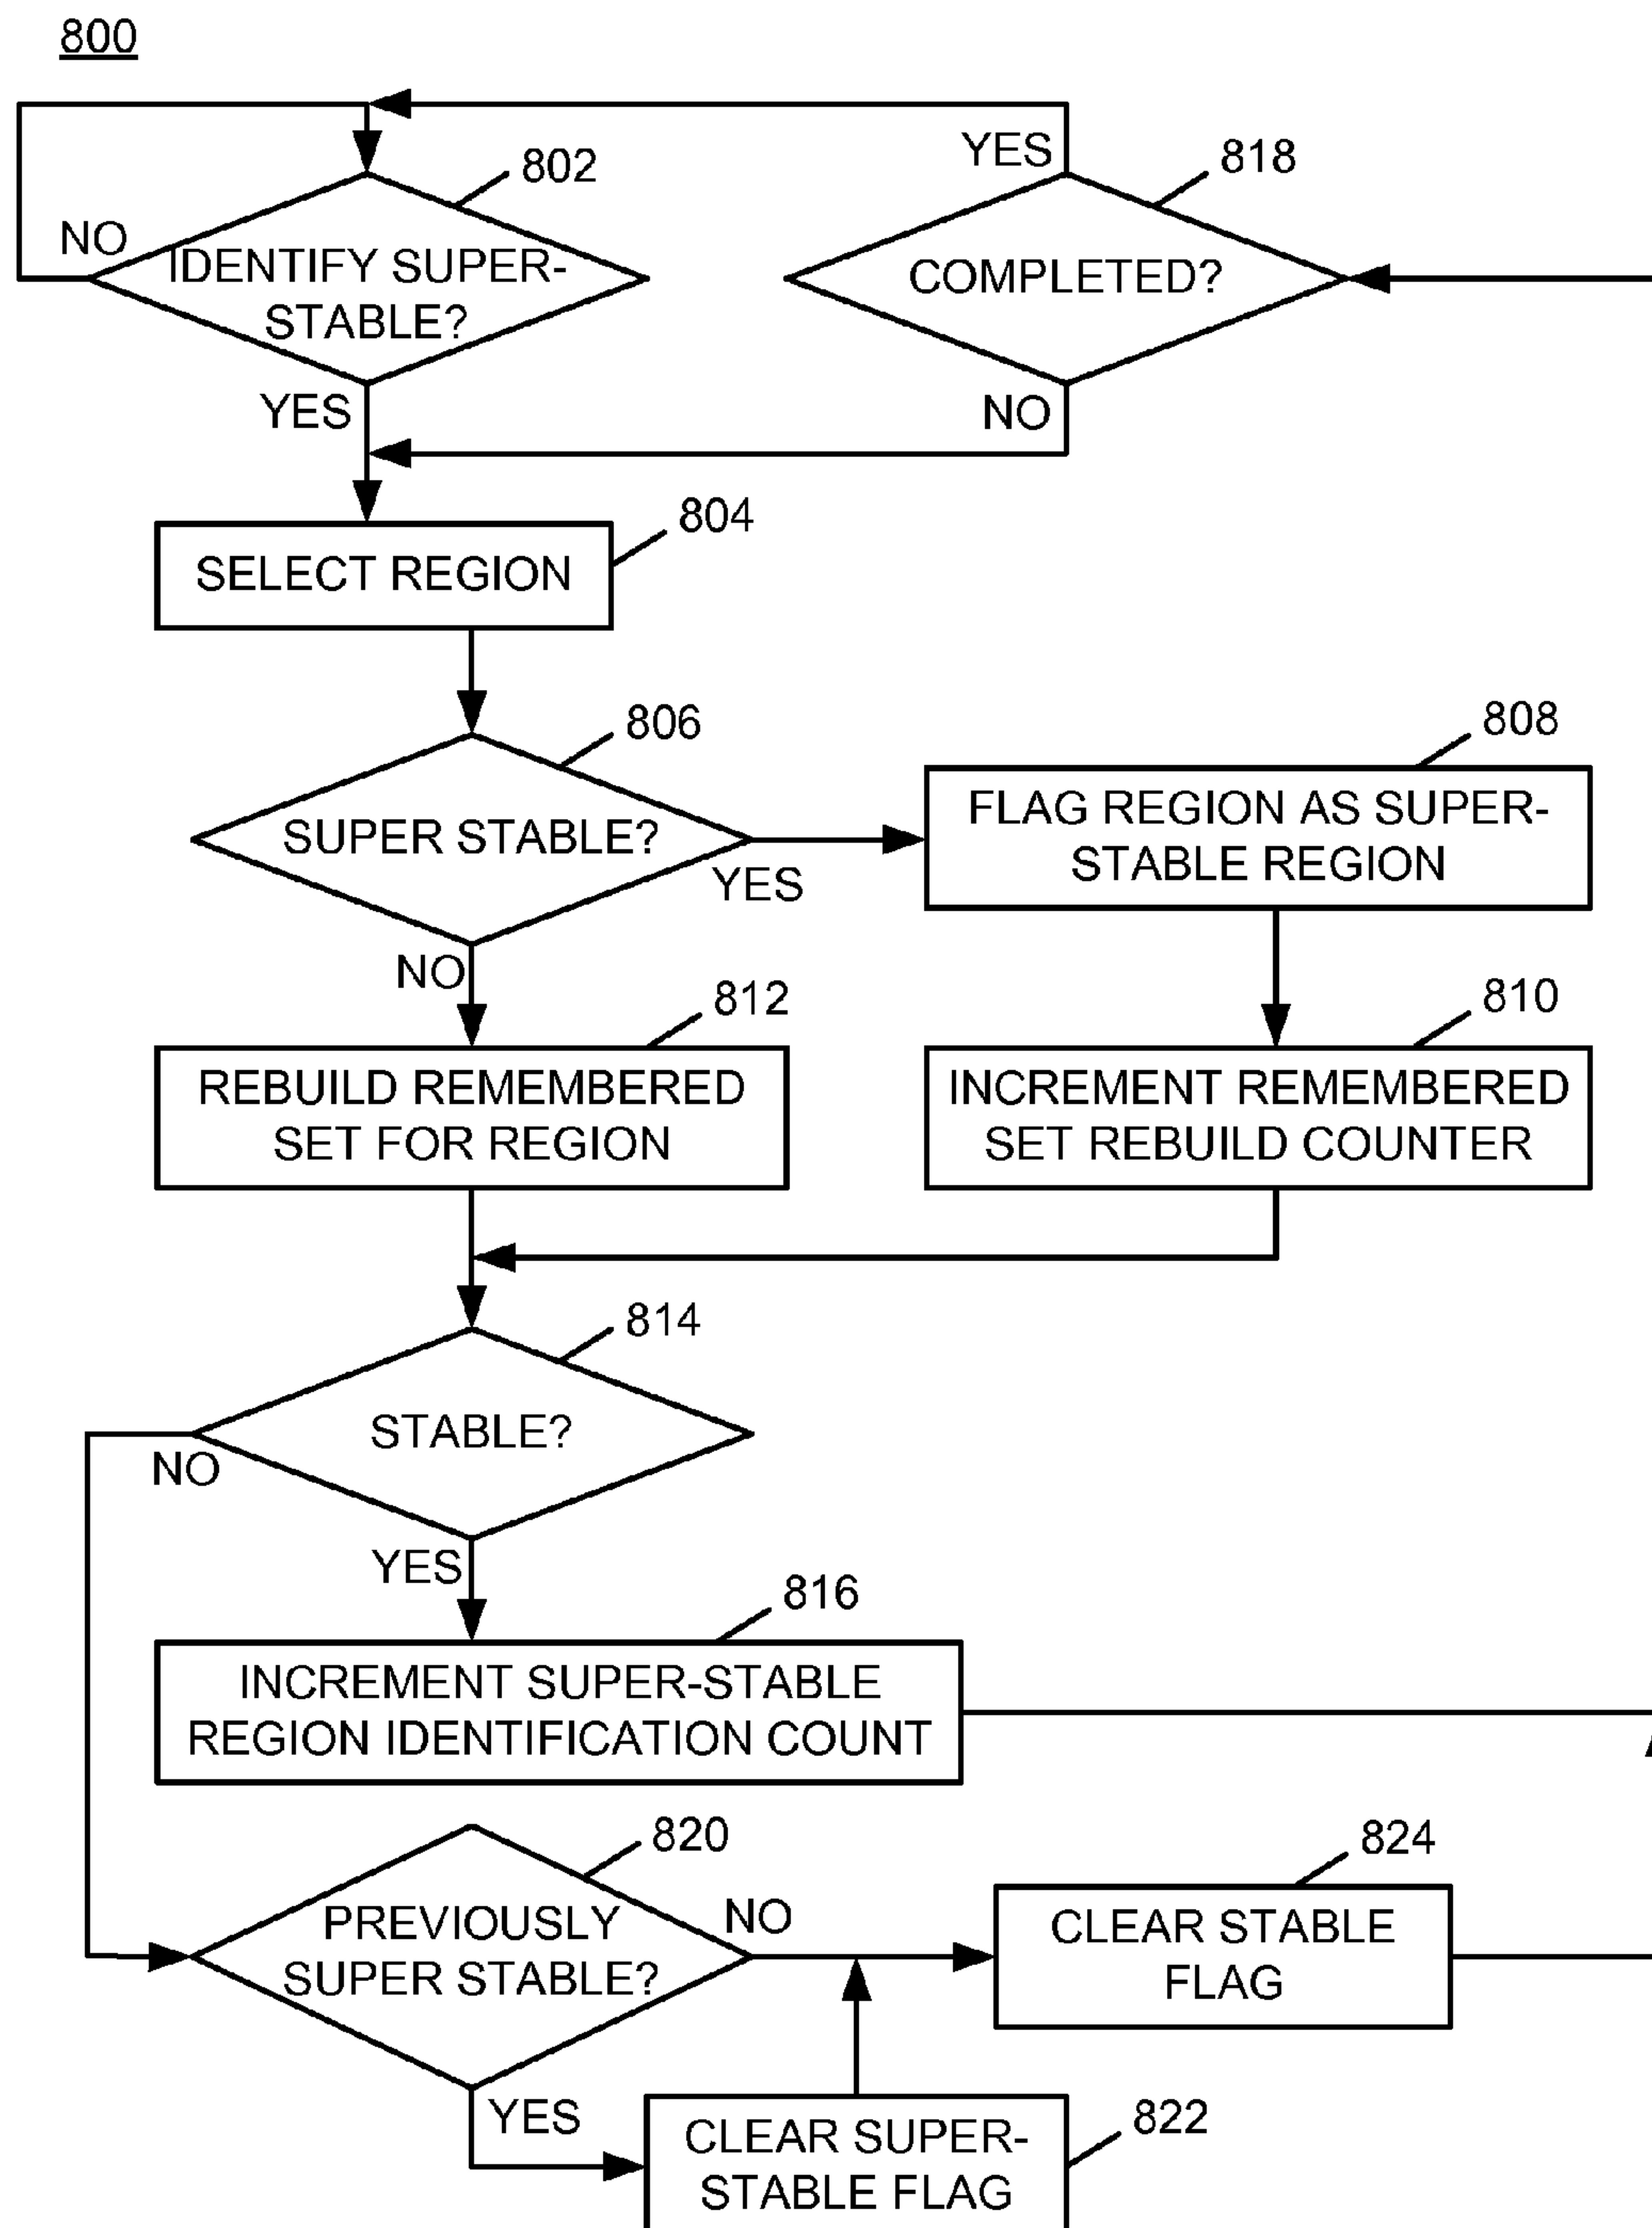 800
802
NO
IDENTIFY SUPER-
STABLE?
YES
YES
818
COMPLETED?
NO
804
SELECT REGION
806
SUPER STABLE?
YES
NO
808
FLAG REGION AS SUPER-
STABLE REGION
812
REBUILD REMEMBERED
SET FOR REGION
810
INCREMENT REMEMBERED
SET REBUILD COUNTER
814
STABLE?
NO
YES
816
INCREMENT SUPER-STABLE
REGION IDENTIFICATION COUNT
820
PREVIOUSLY
SUPER STABLE?
NO
YES
824
CLEAR STABLE
FLAG
822
CLEAR SUPER-
STABLE FLAG